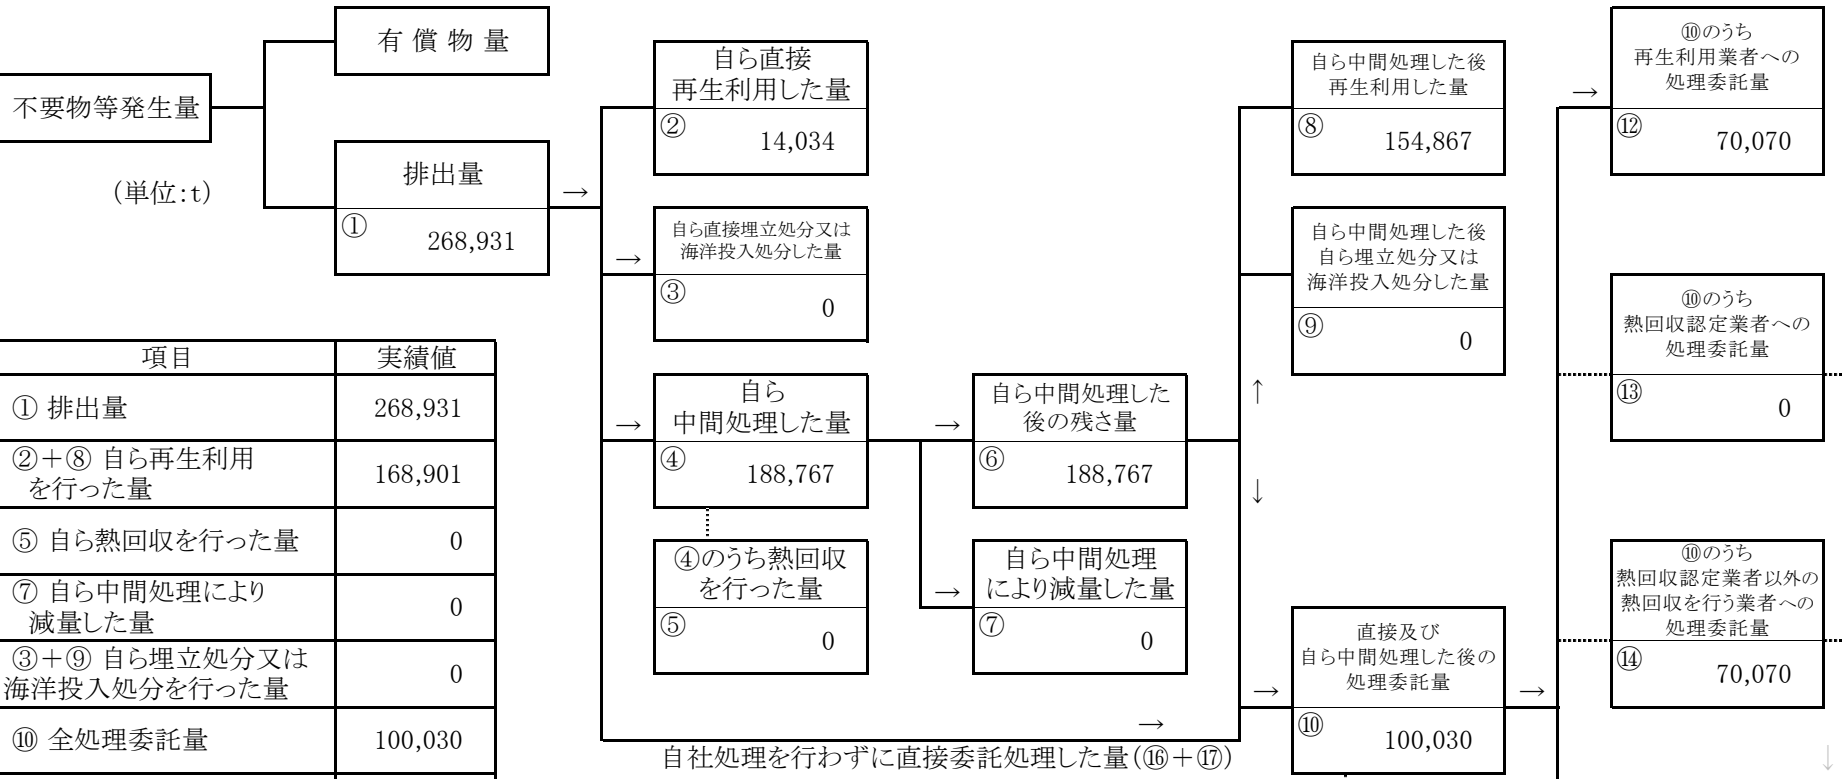 有 償 物 量
不要物等発生量
(単位:t)
排出量
①
268,931
→
自ら直接
再生利用した量
②
14,034
→
自ら直接埋立処分又は
海洋投入処分した量
③
0
→
自ら
中間処理した量
④
188,767
④のうち熱回収
を行った量
⑤
0
→
自ら中間処理した
後の残さ量
⑥
188,767
→
自ら中間処理
により減量した量
⑦
0
→
自社処理を行わずに直接委託処理した量(⑯+⑰)
自ら中間処理した後
再生利用した量
⑧
154,867
自ら中間処理した後
自ら埋立処分又は
海洋投入処分した量
⑨
0
↑
↓
→
直接及び
自ら中間処理した後の
処理委託量
⑩
100,030
→
→
⑩のうち
再生利用業者への
処理委託量
⑫
70,070
⑩のうち
熱回収認定業者への
処理委託量
⑬
0
⑩のうち
熱回収認定業者以外の
熱回収を行う業者への
処理委託量
⑭
70,070
↓
項目 実績値
① 排出量 268,931
②+⑧ 自ら再生利用
を行った量 168,901
⑤ 自ら熱回収を行った量 0
⑦ 自ら中間処理により
減量した量 0
③+⑨ 自ら埋立処分又は
海洋投入処分を行った量 0
⑩ 全処理委託量 100,030